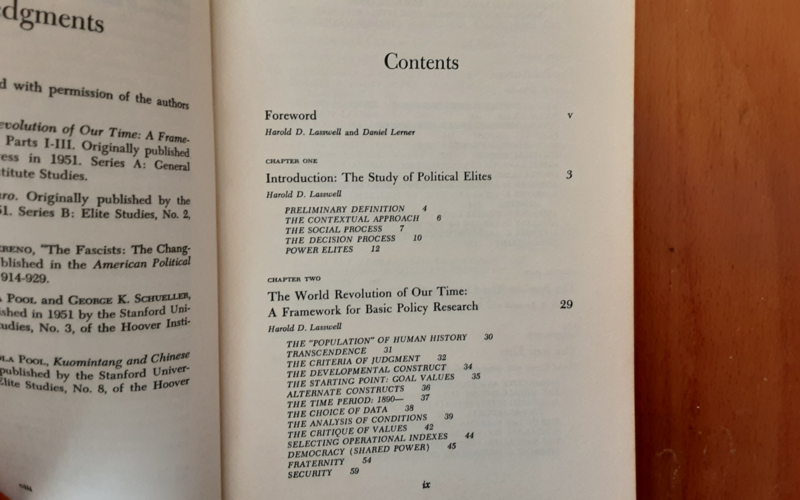 dgments
d with permission of the authors
evolution of Our Time: A Frame-
Parts I-III. Originally published
ess in 1951. Series A: General
titute Studies.
uro. Originally published by the
51. Series B: Elite Studies, No. 2,
ERENO, "The Fascists: The Chang-
blished in the American Political
914-929.
A POOL and GEORGE K. SCHUELLER,
ished in 1951 by the Stanford Uni-
tudies, No. 3, of the Hoover Insti-
OLA POOL, Kuomintang and Chinese
published by the Stanford Univer-
Elite Studies, No. 8, of the Hoover
Contents
Foreword v
Harold D. Lasswell and Daniel Lerner
CHAPTER ONE
Introduction: The Study of Political Elites 3
Harold D. Lasswell
PRELIMINARY DEFINITION 4
THE CONTEXTUAL APPROACH 6
THE SOCIAL PROCESS 7
THE DECISION PROCESS 10
POWER ELITES 12
CHAPTER TWO
The World Revolution of Our Time:
A Framework for Basic Policy Research 29
Harold D. Lasswell
THE "POPULATION" OF HUMAN HISTORY 30
TRANSCENDENCE 31
THE CRITERIA OF JUDGMENT 32
THE DEVELOPMENTAL CONSTRUCT 34
THE STARTING POINT: GOAL VALUES 35
ALTERNATE CONSTRUCTS 36
THE TIME PERIOD: 1890— 37
THE CHOICE OF DATA 38
THE ANALYSIS OF CONDITIONS 39
THE CRITIQUE OF VALUES 42
SELECTING OPERATIONAL INDEXES 44
DEMOCRACY (SHARED POWER) 45
FRATERNITY 54
SECURITY 59
ix